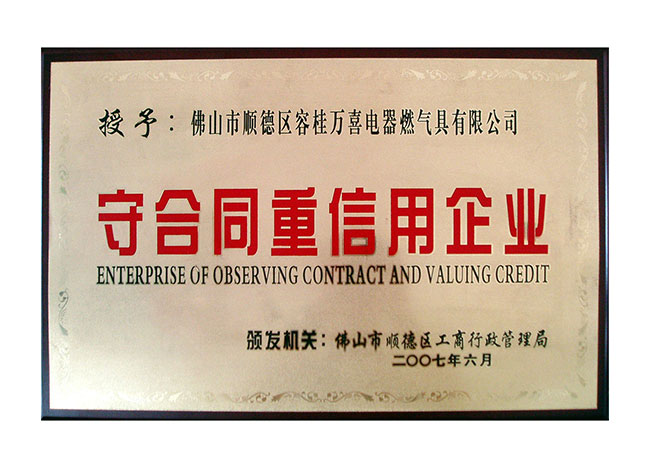 授予：佛山市顺德区容桂万喜电器燃气具有限公司
守合同重信用企业
ENTERPRISE OF OBSERVING CONTRACT AND VALUING CREDIT
颁发机关：佛山市顺德区工商行政管理局
二〇〇七年六月